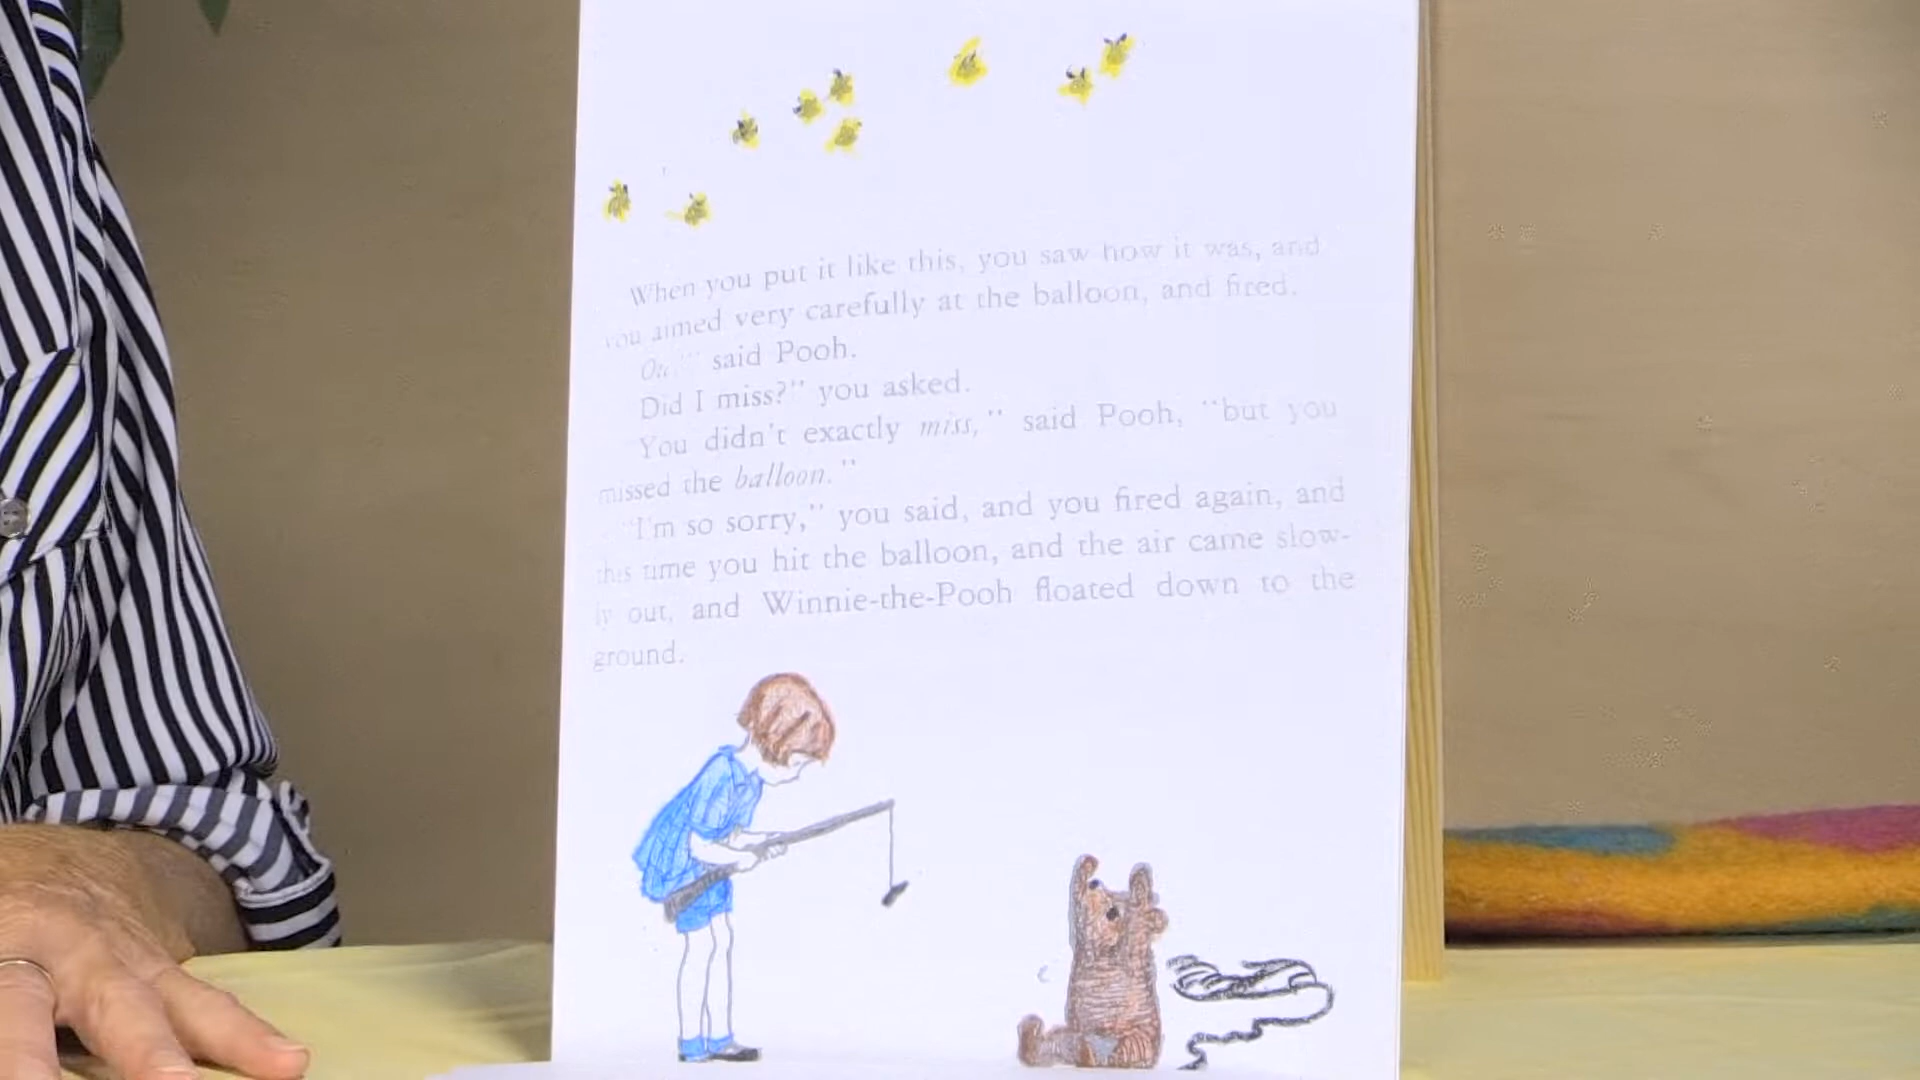 When you put it like this, you saw how it was, and
you aimed very carefully at the balloon, and fired.
said Pooh.
Did I miss?" you asked.
You didn't exactly miss," said Pooh, "but you
missed the balloon."
"I'm so sorry," you said, and you fired again, and
this time you hit the balloon, and the air came slow-
ly out, and Winnie-the-Pooh floated down to the
ground.